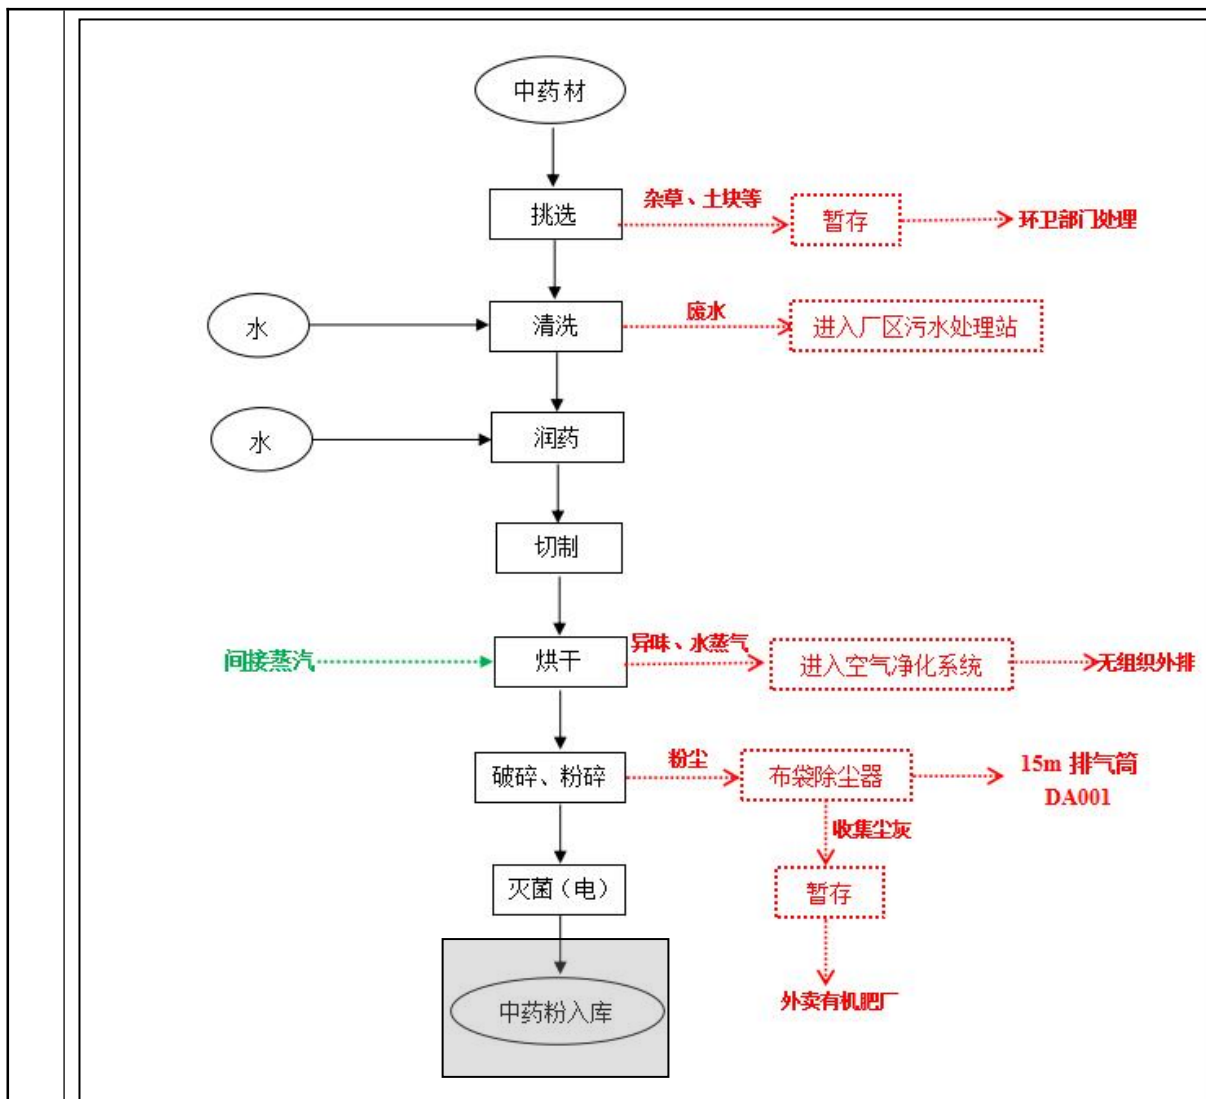 中药材
挑选
杂草、土块等
暂存
环卫部门处理
水
清洗
废水
进入厂区污水处理站
水
润药
切制
间接蒸汽
烘干
异味、水蒸气
进入空气净化系统
无组织外排
破碎、粉碎
粉尘
布袋除尘器
15m 排气筒
DA001
收集尘灰
灭菌（电）
暂存
中药粉入库
外卖有机肥厂